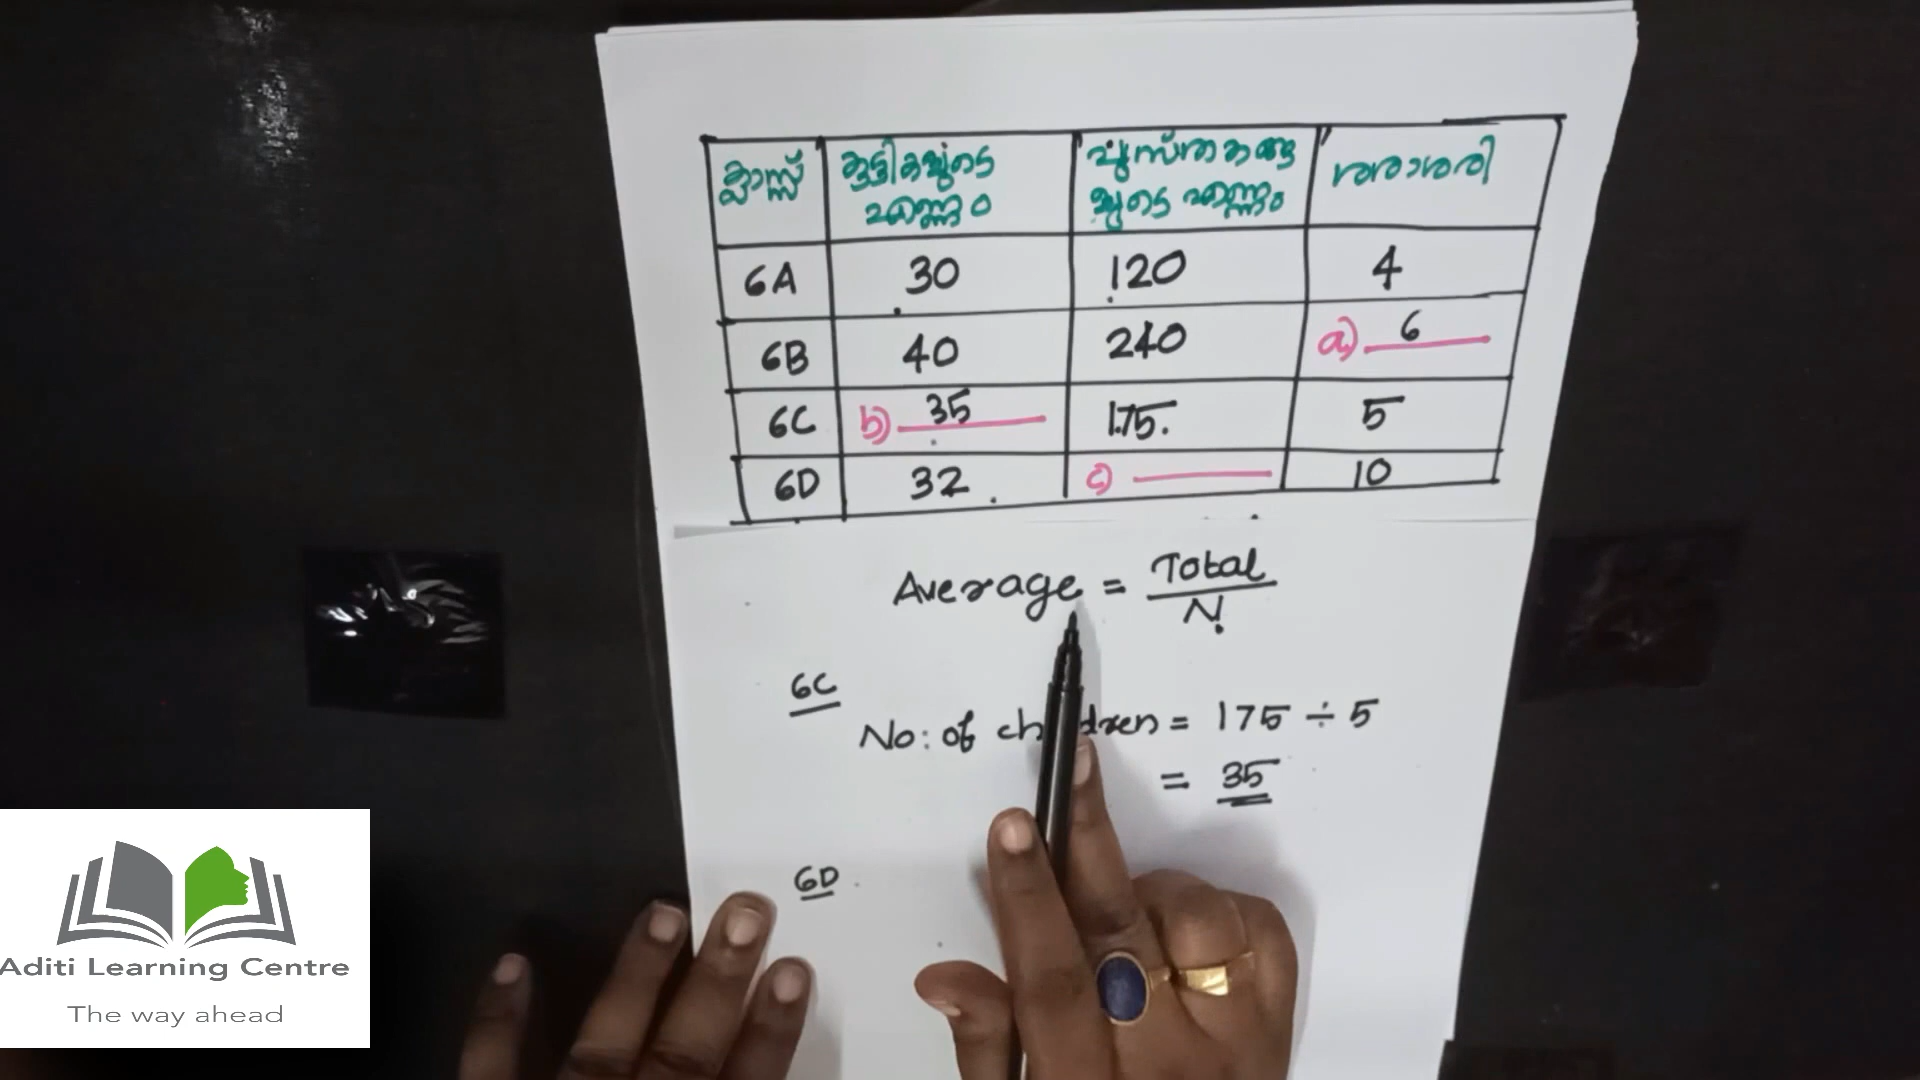 ക്ലാസ്സ് കുട്ടികളുടെ എണ്ണം പുസ്തകങ്ങളുടെ എണ്ണം ശരാശരി
6A 30 120 4
6B 40 240 a) 6
6C b) 35 175 5
6D 32 c) 10
Average = Total / N
6C
No: of children = 175 ÷ 5
= 35
6D
Aditi Learning Centre
The way ahead